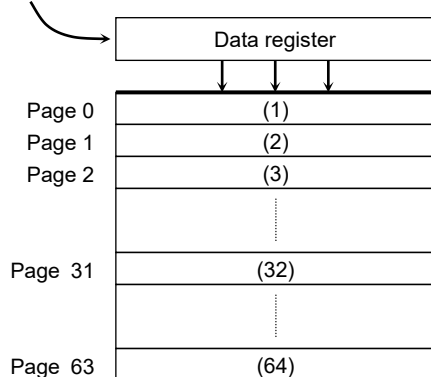 Data register
Page 0 (1)
Page 1 (2)
Page 2 (3)
Page 31 (32)
Page 63 (64)